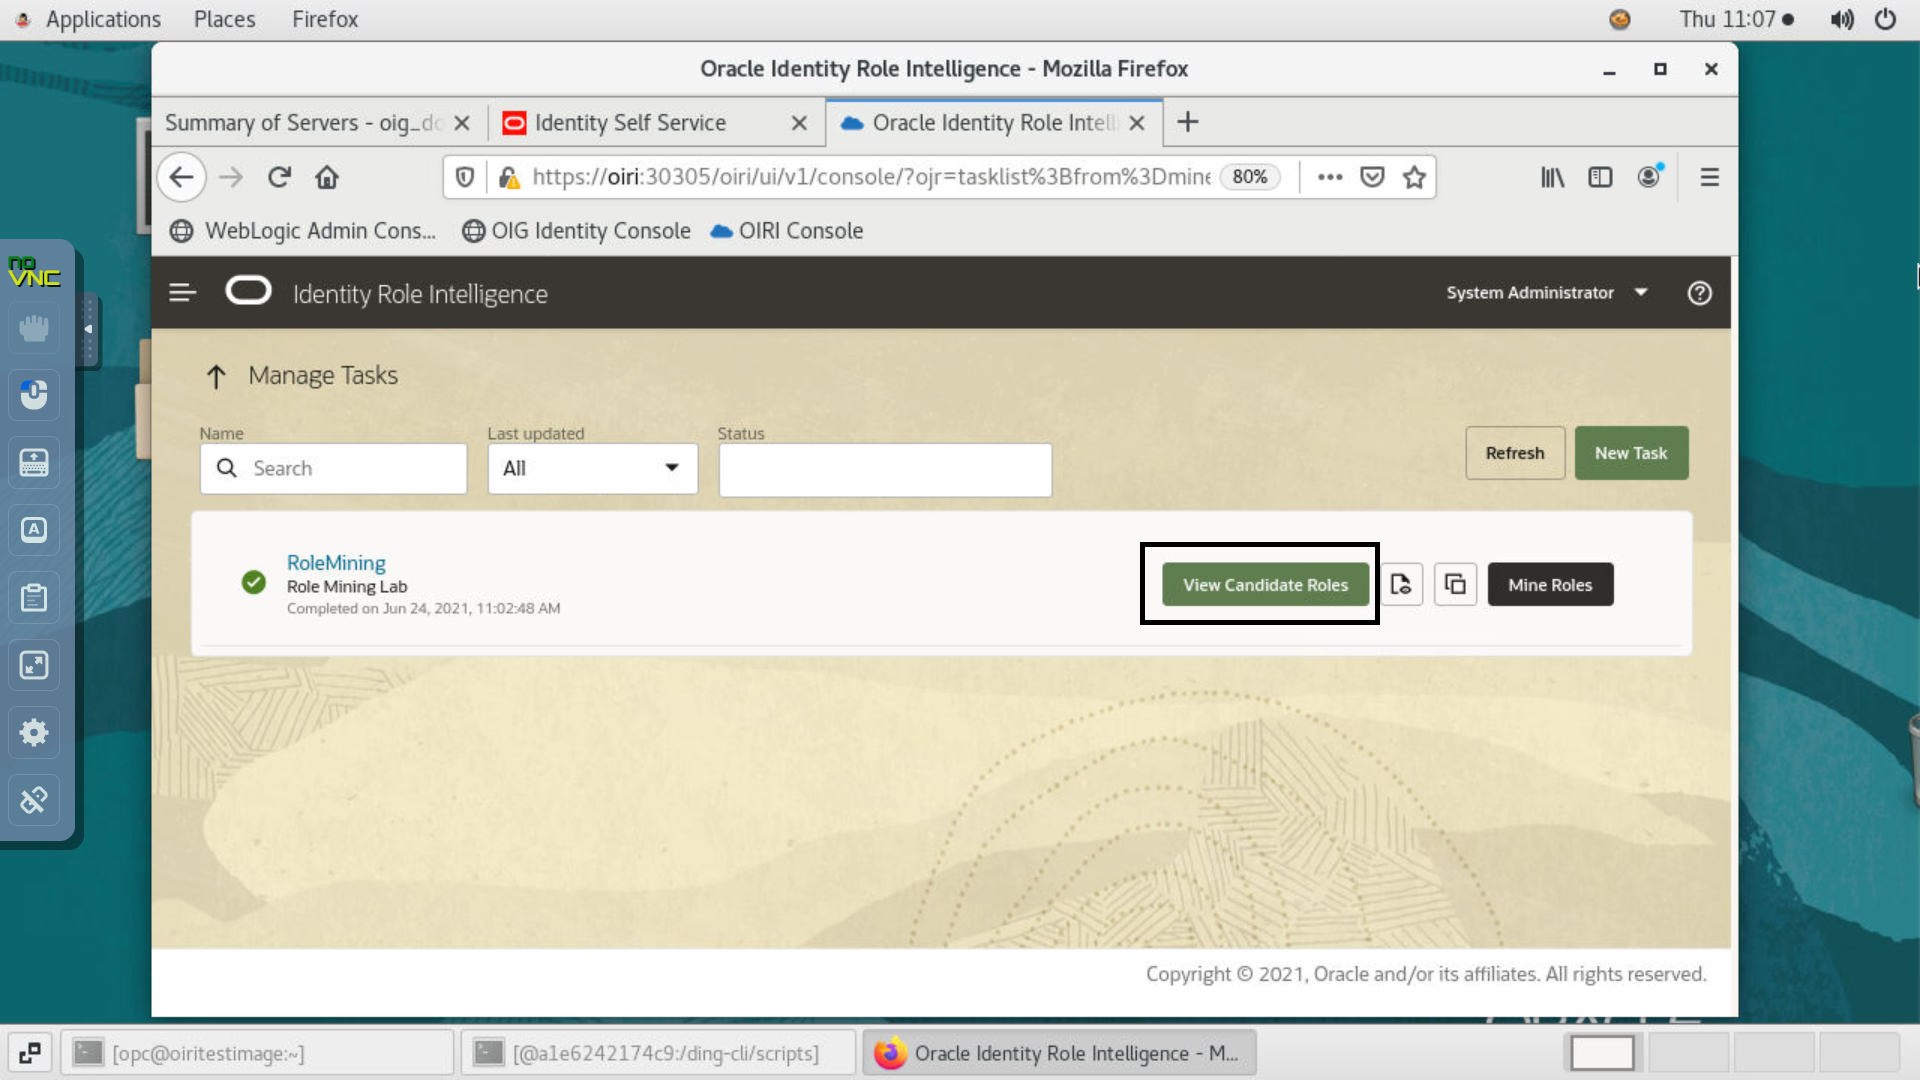 Applications Places Firefox Thu 11:07
Oracle Identity Role Intelligence - Mozilla Firefox
Summary of Servers - oig_do Identity Self Service Oracle Identity Role Intell
https://oiri:30305/oiri/ui/v1/console/?ojr=tasklist%3Bfrom%3Dmine 80%
WebLogic Admin Cons... OIG Identity Console OIRI Console
no
VNC
Identity Role Intelligence System Administrator
Manage Tasks
Name Last updated Status
Search All Refresh New Task
RoleMining
Role Mining Lab
Completed on Jun 24, 2021, 11:02:48 AM
View Candidate Roles Mine Roles
A
Copyright © 2021, Oracle and/or its affiliates. All rights reserved.
[opc@oiritestimage:~] [@a1e6242174c9:/ding-cli/scripts] Oracle Identity Role Intelligence - M...